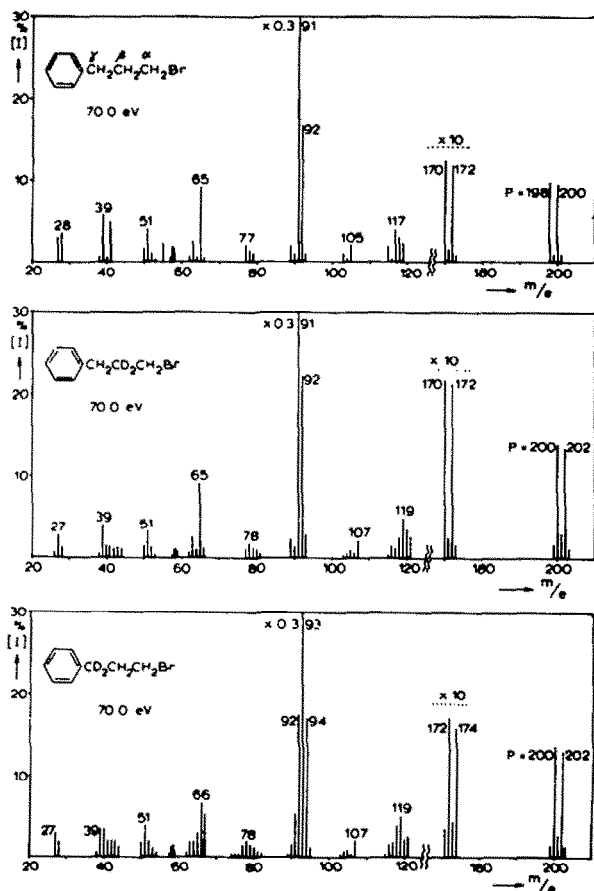 30
%
[I]
20
10
γ β α
CH₂CH₂CH₂Br
70 0 eV
× 0.3 91
92
× 10
170 172
P = 198 200
28 39 51 65 77 105 117
20 40 60 80 100 120 180 200
m/e
30
%
[I]
20
10
CH₂CD₂CH₂Br
70 0 eV
× 0.3 91
92
× 10
170 172
P = 200 202
27 39 51 65 78 107 119
20 40 60 80 100 120 180 200
m/e
30
%
[I]
20
10
CD₂CH₂CH₂Br
70 0 eV
× 0.3 93
92 94
× 10
172 174
P = 200 202
27 39 51 66 78 107 119
20 40 60 80 100 120 180 200
m/e